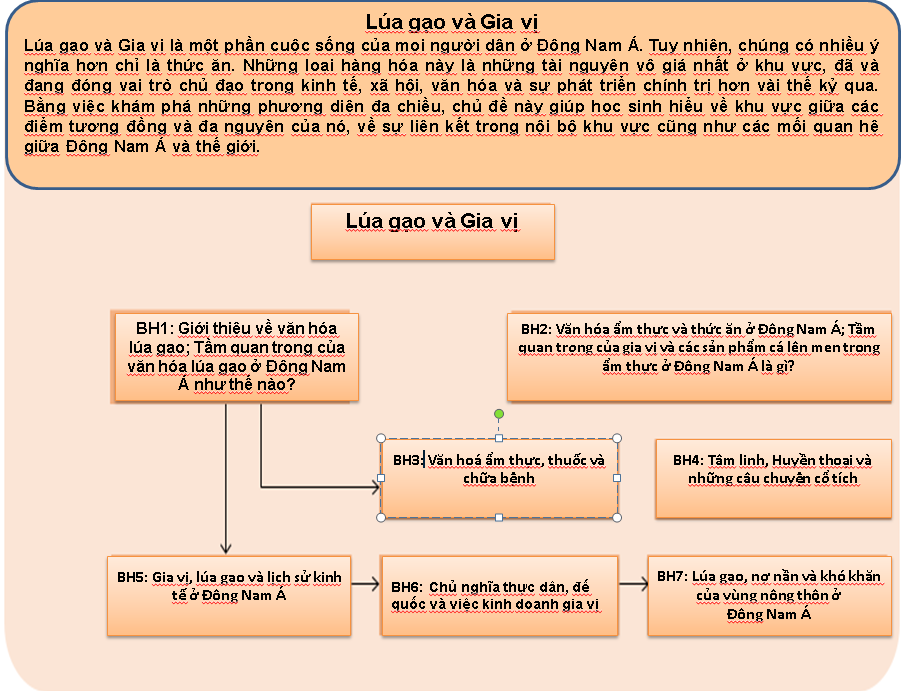 Lúa gạo và Gia vị
Lúa gạo và Gia vị là một phần cuộc sống của mọi người dân ở Đông Nam Á. Tuy nhiên, chúng có nhiều ý
nghĩa hơn chỉ là thức ăn. Những loại hàng hóa này là những tài nguyên vô giá nhất ở khu vực, đã và
đang đóng vai trò chủ đạo trong kinh tế, xã hội, văn hóa và sự phát triển chính trị hơn vài thế kỷ qua.
Bằng việc khám phá những phương diện đa chiều, chủ đề này giúp học sinh hiểu về khu vực giữa các
điểm tương đồng và đa nguyên của nó, về sự liên kết trong nội bộ khu vực cũng như các mối quan hệ
giữa Đông Nam Á và thế giới.
Lúa gạo và Gia vị
BH1: Giới thiệu về văn hóa
lúa gạo; Tầm quan trọng của
văn hóa lúa gạo ở Đông Nam
Á như thế nào?
BH2: Văn hóa ẩm thực và thức ăn ở Đông Nam Á; Tầm
quan trọng của gia vị và các sản phẩm cá lên men trong
ẩm thực ở Đông Nam Á là gì?
BH3: Văn hoá ẩm thực, thuốc và
chữa bệnh
BH4: Tâm linh, Huyền thoại và
những câu chuyện cổ tích
BH5: Gia vị, lúa gạo và lịch sử kinh
tế ở Đông Nam Á
BH6: Chủ nghĩa thực dân, đế
quốc và việc kinh doanh gia vị
BH7: Lúa gạo, nợ nần và khó khăn
của vùng nông thôn ở
Đông Nam Á